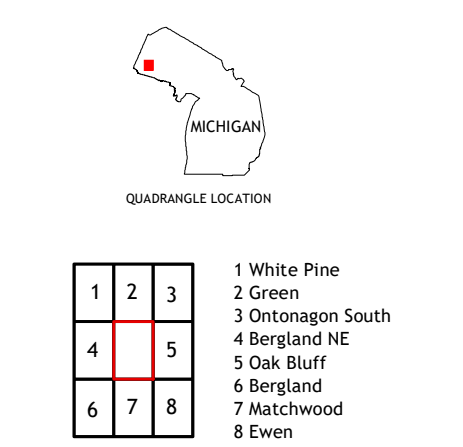 MICHIGAN
QUADRANGLE LOCATION
1 2 3
4 5
6 7 8
1 White Pine
2 Green
3 Ontonagon South
4 Bergland NE
5 Oak Bluff
6 Bergland
7 Matchwood
8 Ewen